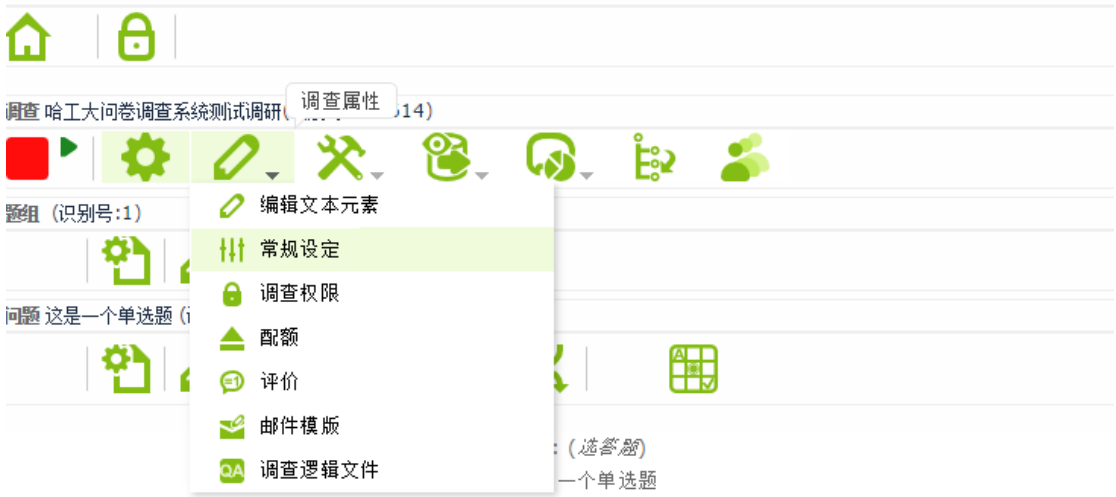 调查属性
调查 哈工大问卷调查系统测试调研(
514)
题组 (识别号:1)
编辑文本元素
常规设定
调查权限
问题 这是一个单选题
配额
评价
邮件模版
: (选答题)
调查逻辑文件
一个单选题